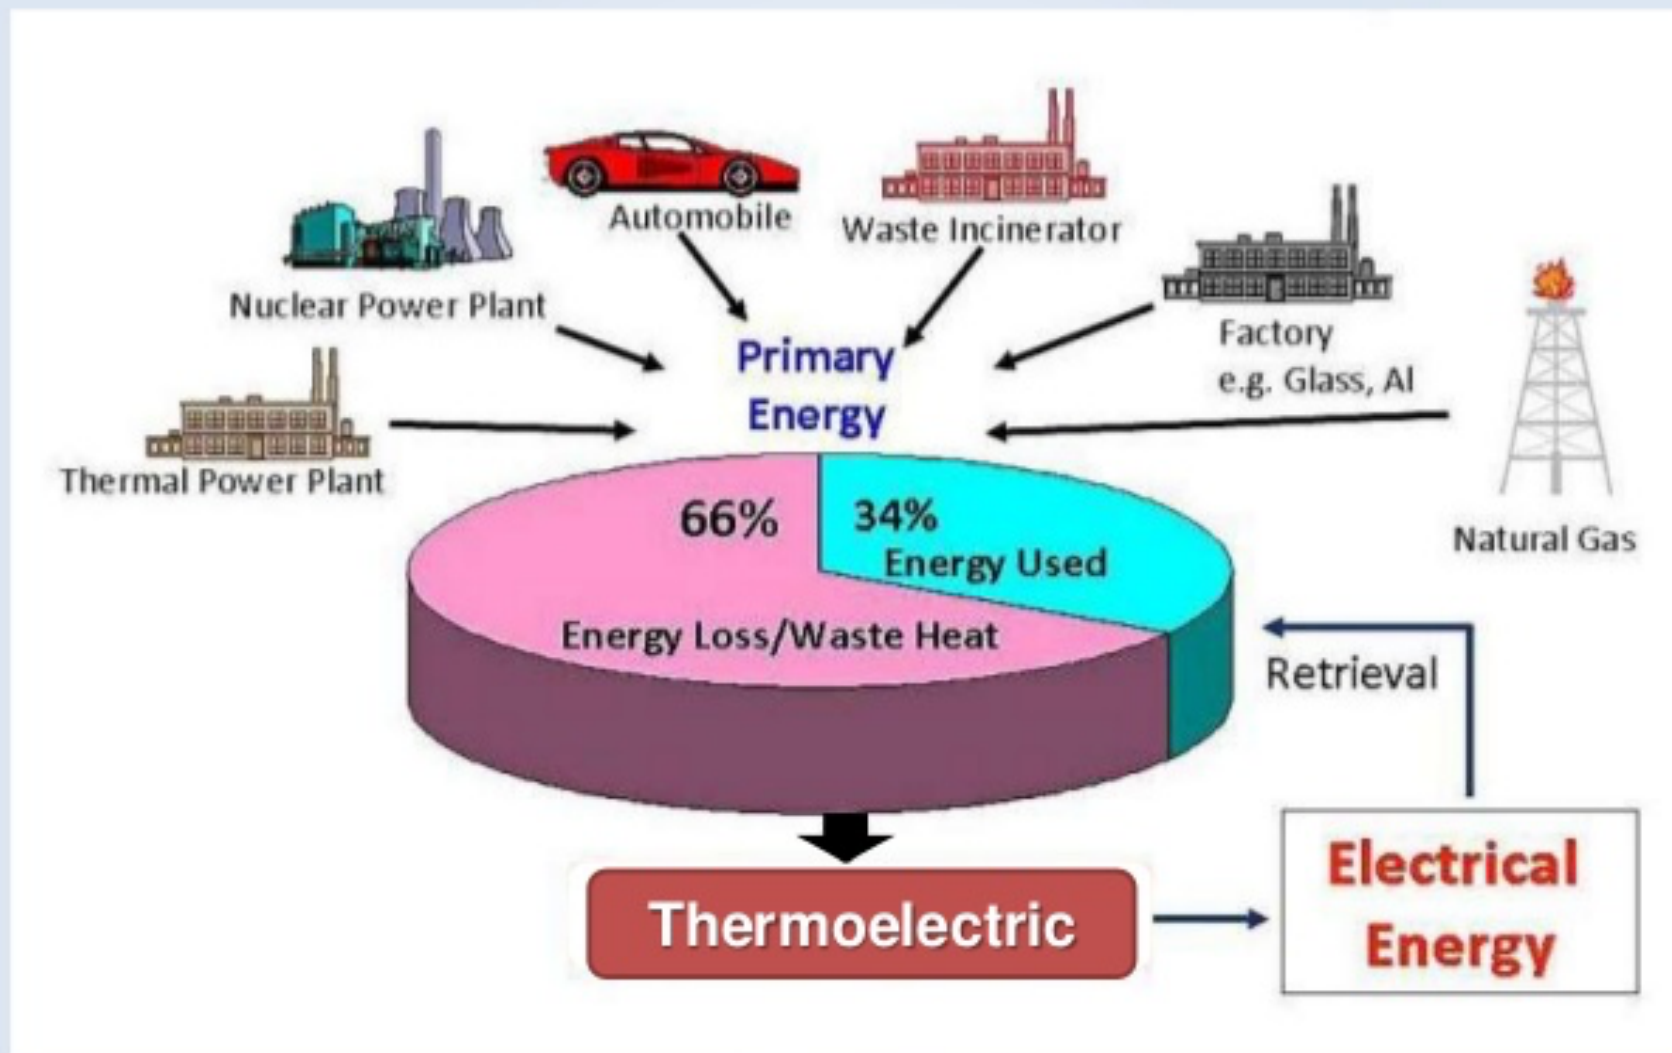 Automobile
Waste Incinerator
Nuclear Power Plant
Factory
e.g. Glass, Al
Primary
Energy
Thermal Power Plant
Natural Gas
66%
34%
Energy Used
Energy Loss/Waste Heat
Retrieval
Thermoelectric
Electrical
Energy